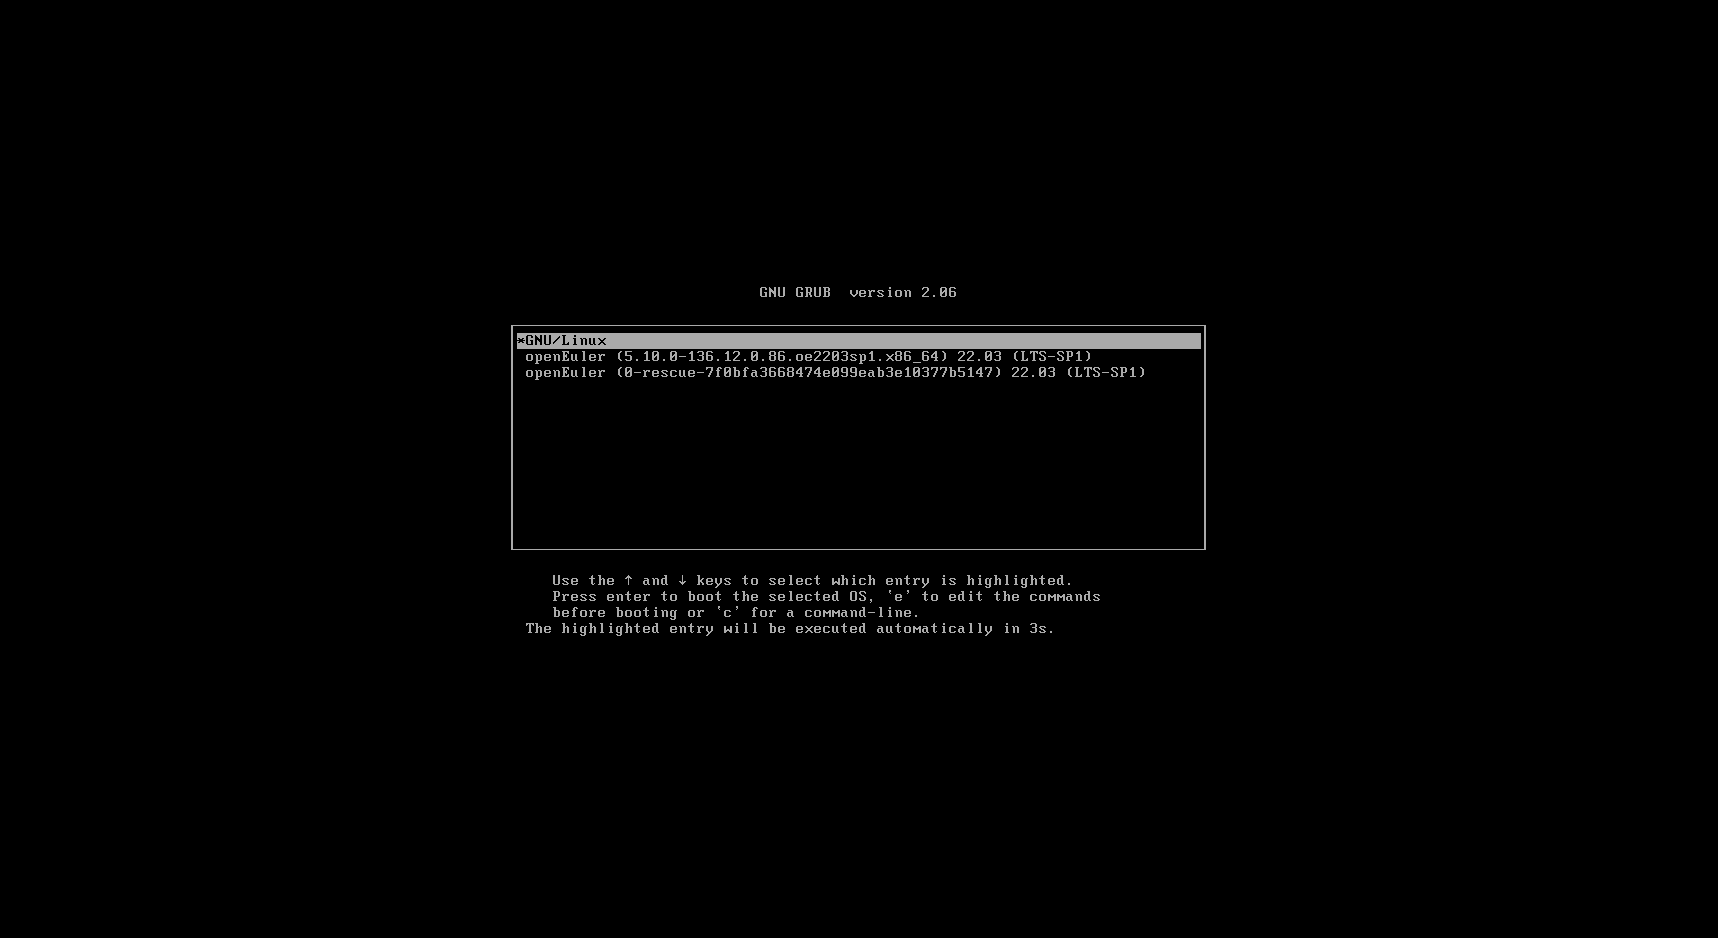 GNU GRUB  version 2.06
*GNU/Linux
openEuler (5.10.0-136.12.0.86.oe2203sp1.x86_64) 22.03 (LTS-SP1)
openEuler (0-rescue-7f0bfa3668474e099eab3e10377b5147) 22.03 (LTS-SP1)
Use the ↑ and ↓ keys to select which entry is highlighted.
Press enter to boot the selected OS, `e' to edit the commands
before booting or `c' for a command-line.
The highlighted entry will be executed automatically in 3s.